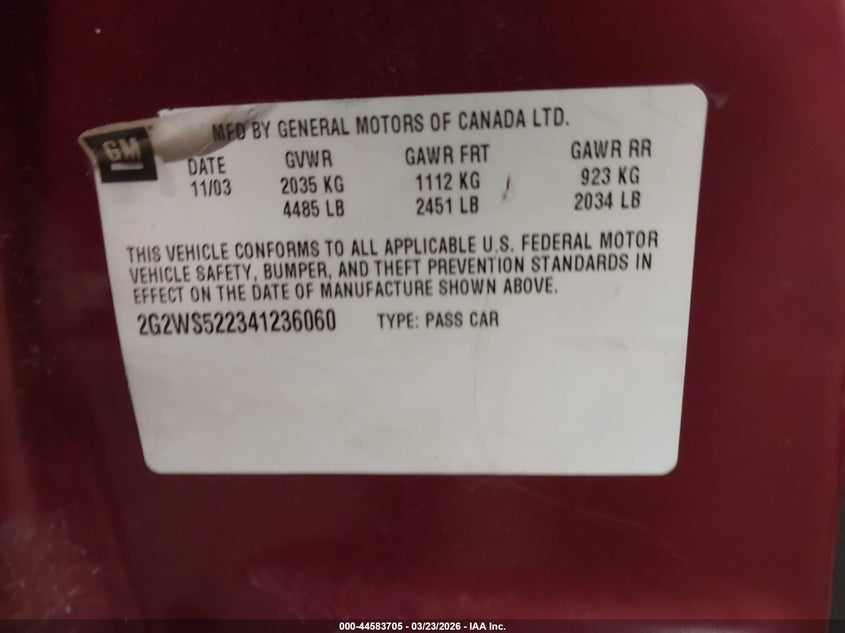 GM
MFD BY GENERAL MOTORS OF CANADA LTD.
DATE GVWR GAWR FRT GAWR RR
11/03 2035 KG 1112 KG 923 KG
4485 LB 2451 LB 2034 LB
THIS VEHICLE CONFORMS TO ALL APPLICABLE U.S. FEDERAL MOTOR
VEHICLE SAFETY, BUMPER, AND THEFT PREVENTION STANDARDS IN
EFFECT ON THE DATE OF MANUFACTURE SHOWN ABOVE.
2G2WS522341236060 TYPE: PASS CAR
000-44583705 - 03/23/2026 - IAA Inc.